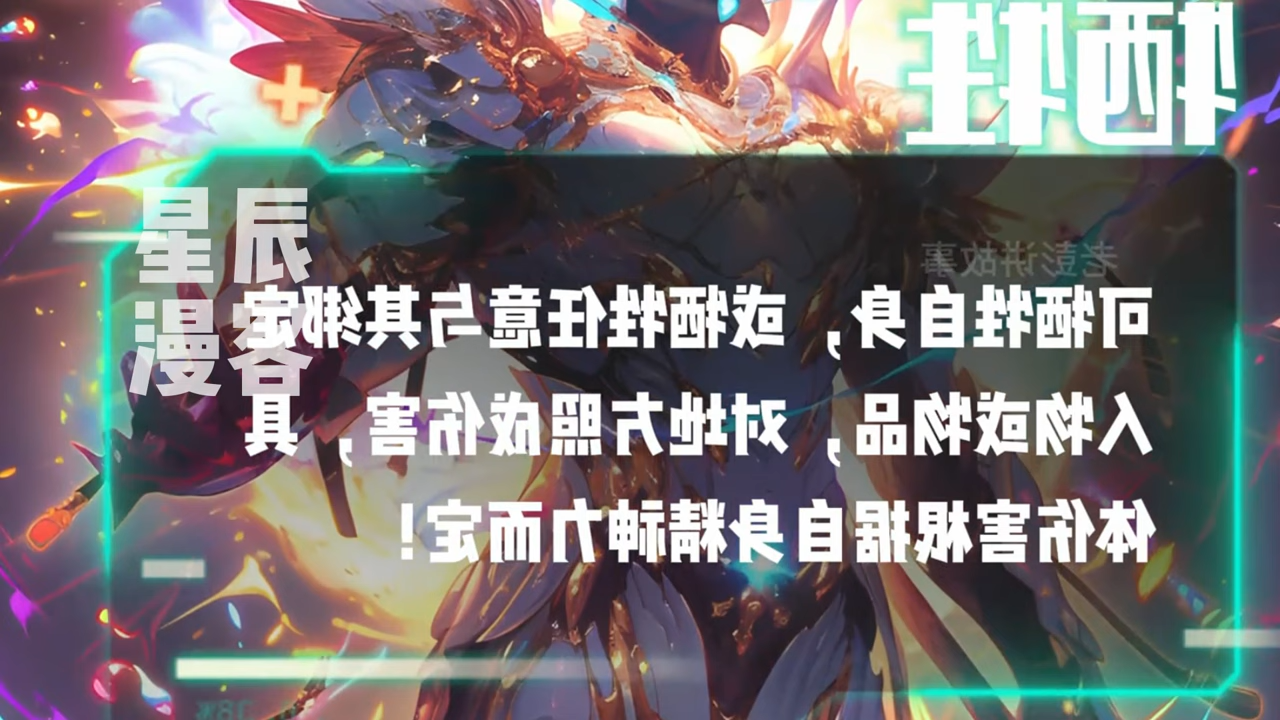 牺牲
星辰
漫客
老彭讲故事
可牺牲自身，或牺牲任意与其绑定
人物或物品，对地方照成伤害，具
体伤害根据自身精神力而定！